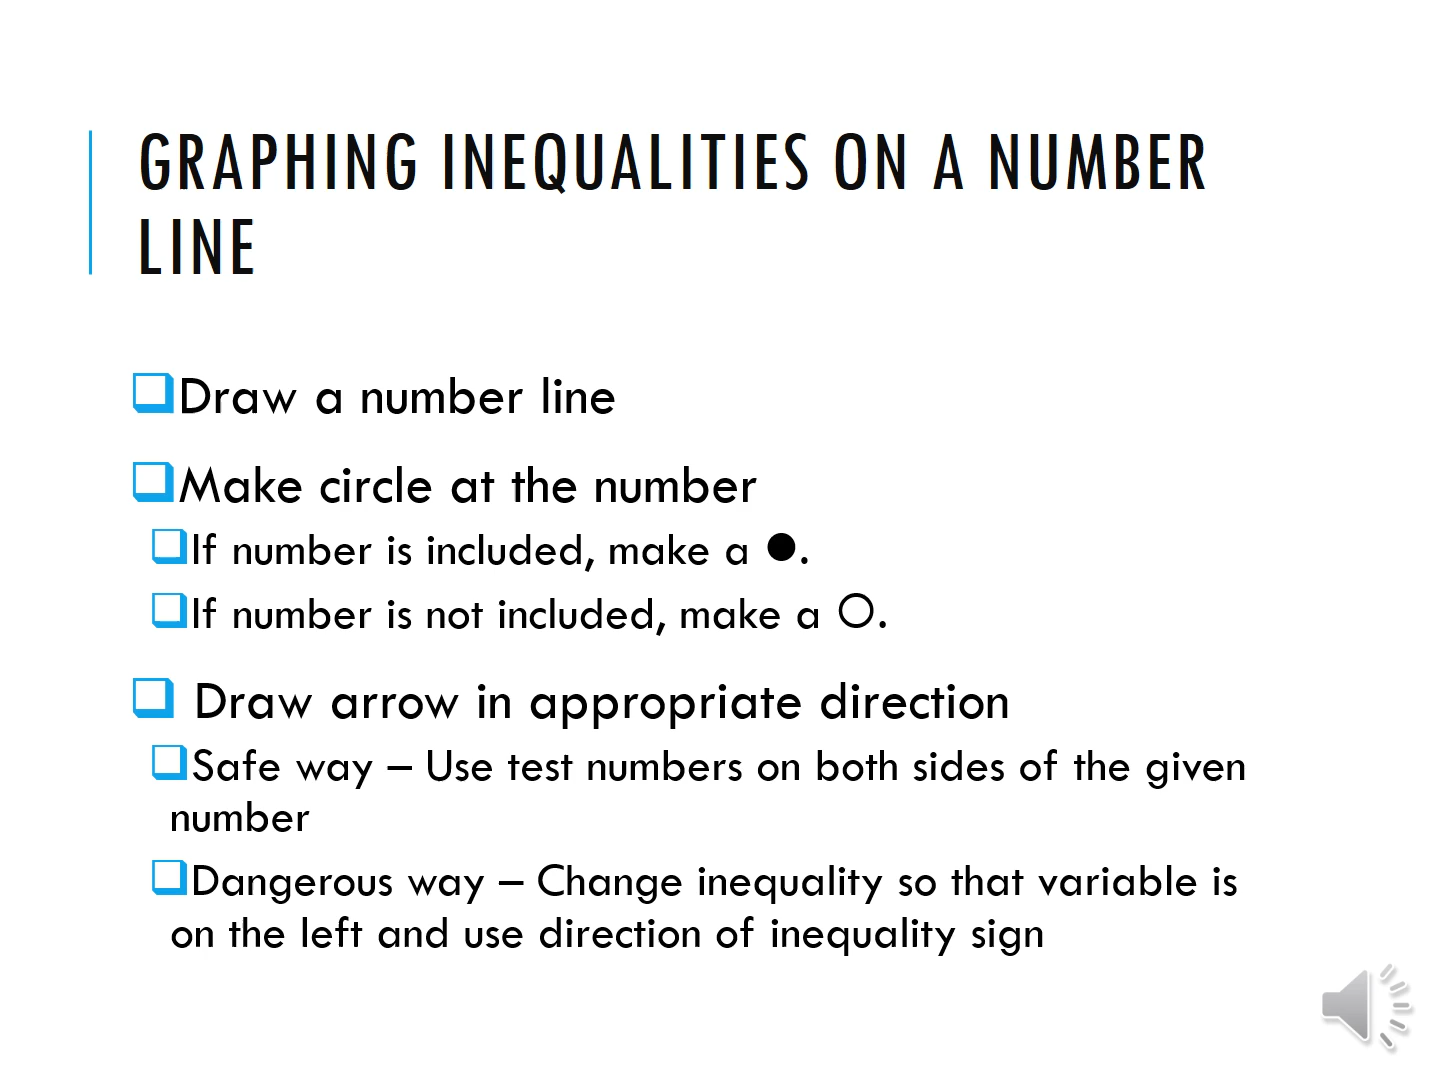 GRAPHING INEQUALITIES ON A NUMBER
LINE
❑Draw a number line
❑Make circle at the number
❑If number is included, make a ●.
❑If number is not included, make a ○.
❑ Draw arrow in appropriate direction
❑Safe way – Use test numbers on both sides of the given
number
❑Dangerous way – Change inequality so that variable is
on the left and use direction of inequality sign